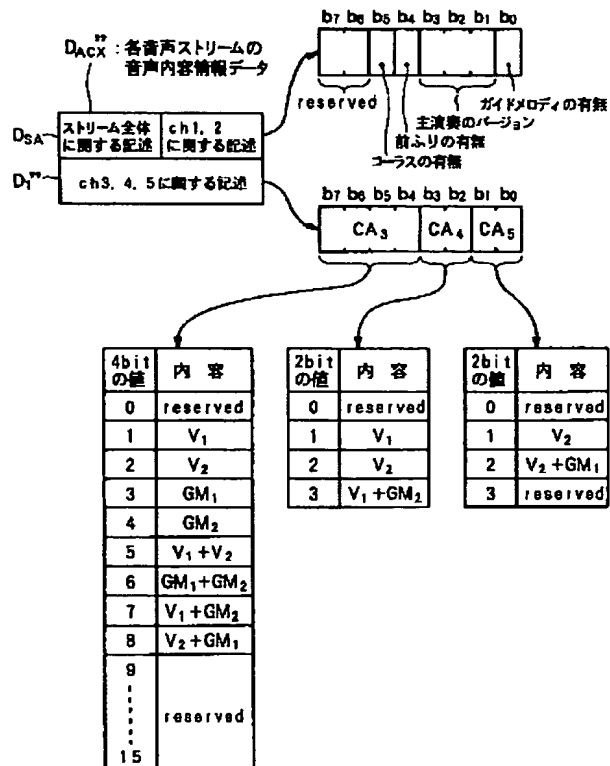 DACX'' : 各音声ストリームの
音声内容情報データ
b7 b6 b5 b4 b3 b2 b1 b0
reserved
ガイドメロディの有無
主演奏のバージョン
前ふりの有無
コーラスの有無
DSA
ストリーム全体
に関する記述
ch1, 2
に関する記述
D1''
ch3, 4, 5に関する記述
b7 b6 b5 b4 b3 b2 b1 b0
CA3 CA4 CA5
4bit
の値 内 容
0 reserved
1 V1
2 V2
3 GM1
4 GM2
5 V1+V2
6 GM1+GM2
7 V1+GM2
8 V2+GM1
9
15
reserved
2bit
の値 内 容
0 reserved
1 V1
2 V2
3 V1+GM2
2bit
の値 内 容
0 reserved
1 V2
2 V2+GM1
3 reserved